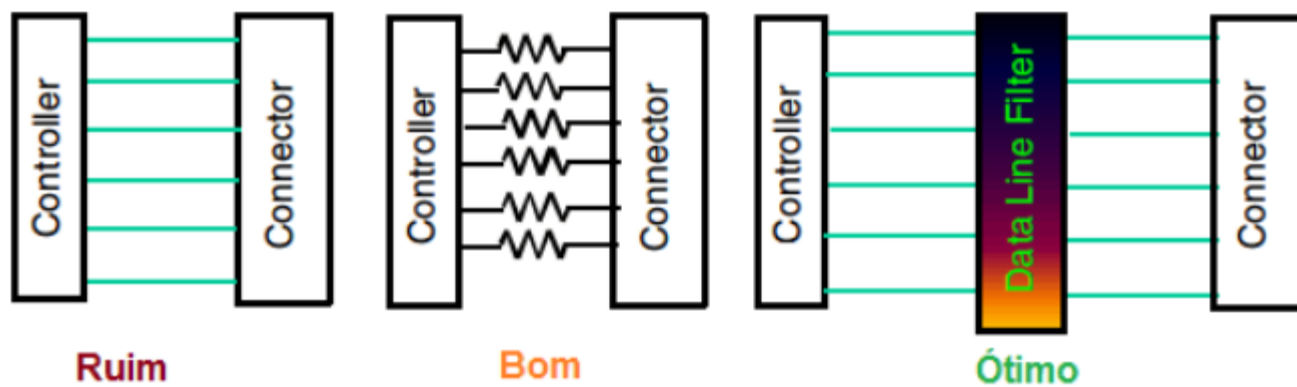 Controller
Connector
Controller
Connector
Controller
Data Line Filter
Connector
Ruim
Bom
Ótimo